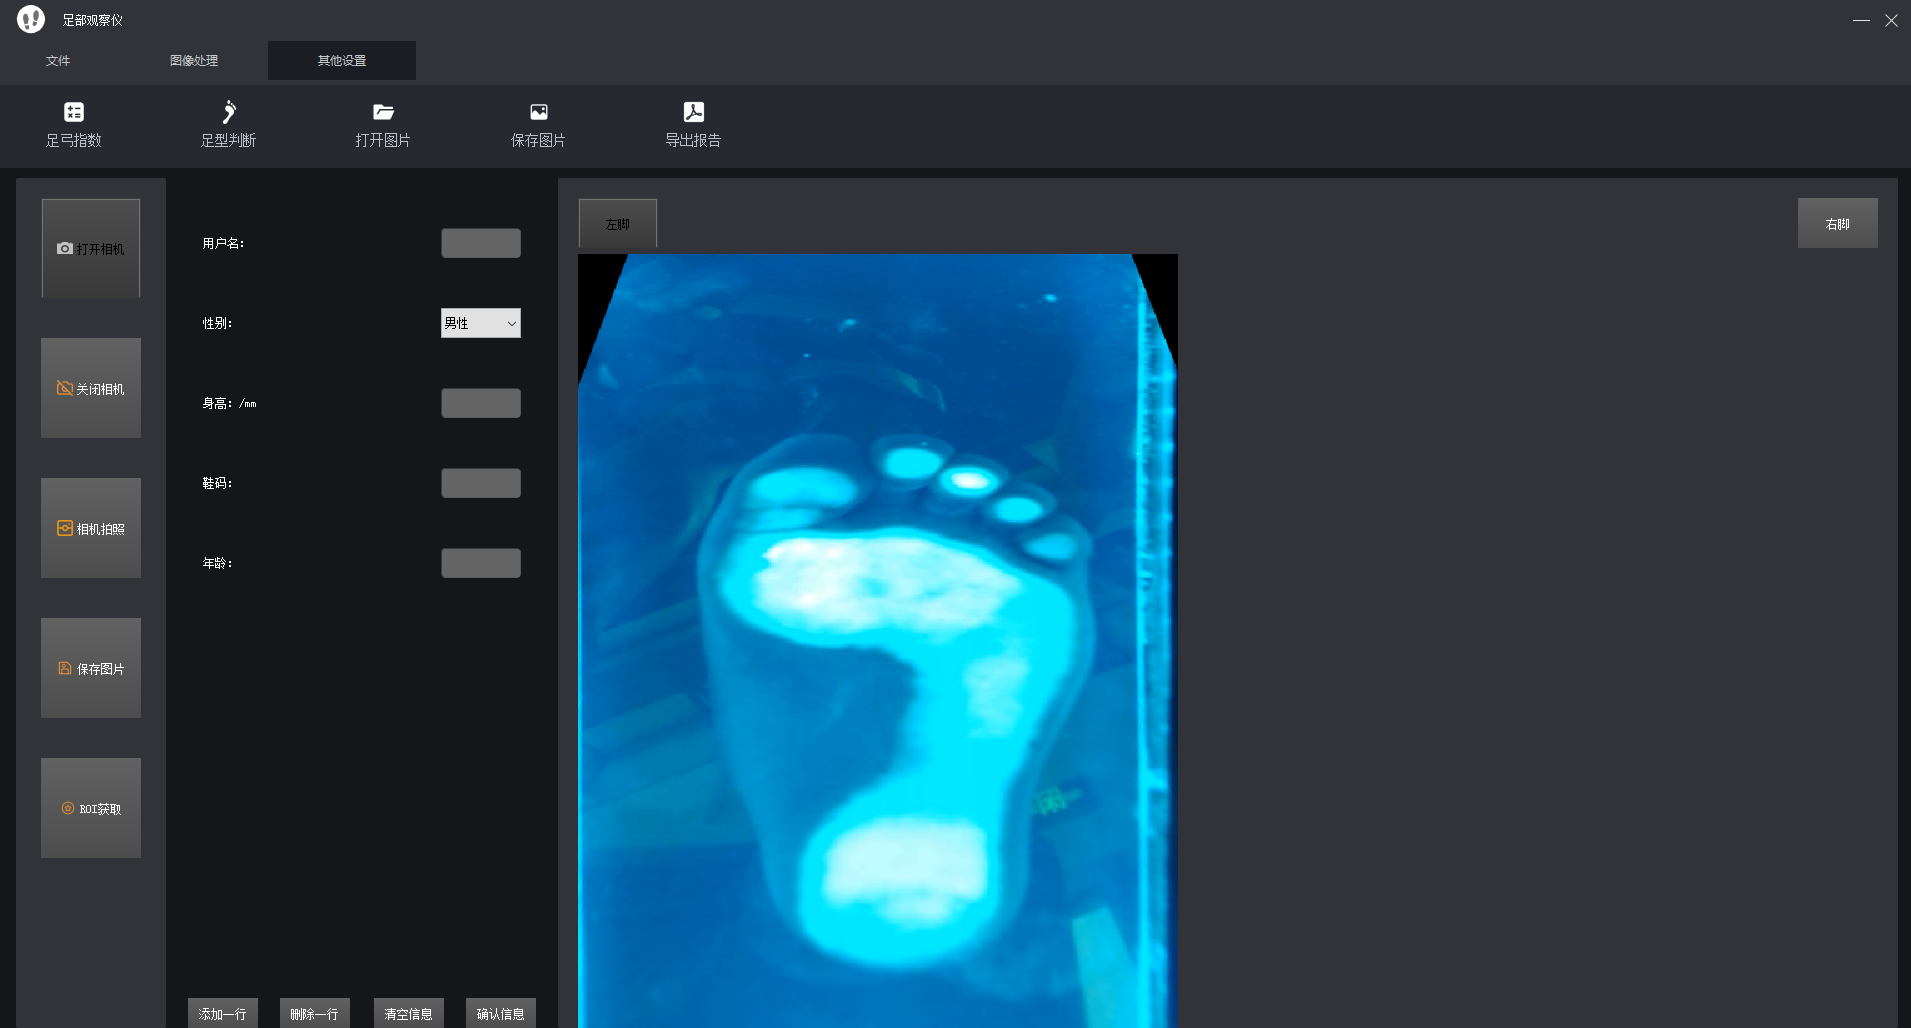 足部观察仪
文件
图像处理
其他设置
足弓指数
足型判断
打开图片
保存图片
导出报告
打开相机
关闭相机
相机拍照
保存图片
ROI获取
用户名：
性别：
男性
身高：/mm
鞋码：
年龄：
添加一行
删除一行
清空信息
确认信息
左脚
右脚